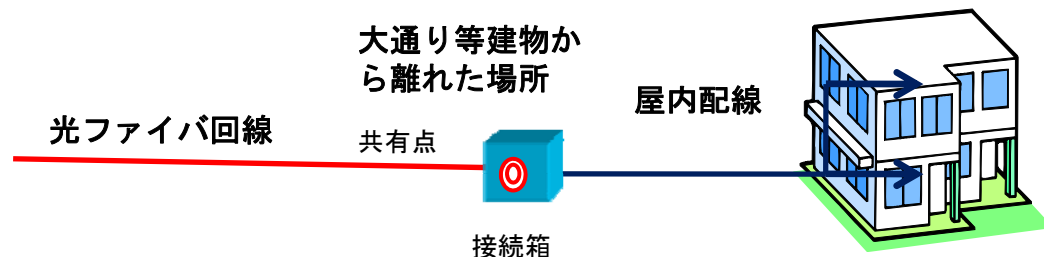 大通り等建物か
ら離れた場所
屋内配線
光ファイバ回線
共有点
接続箱